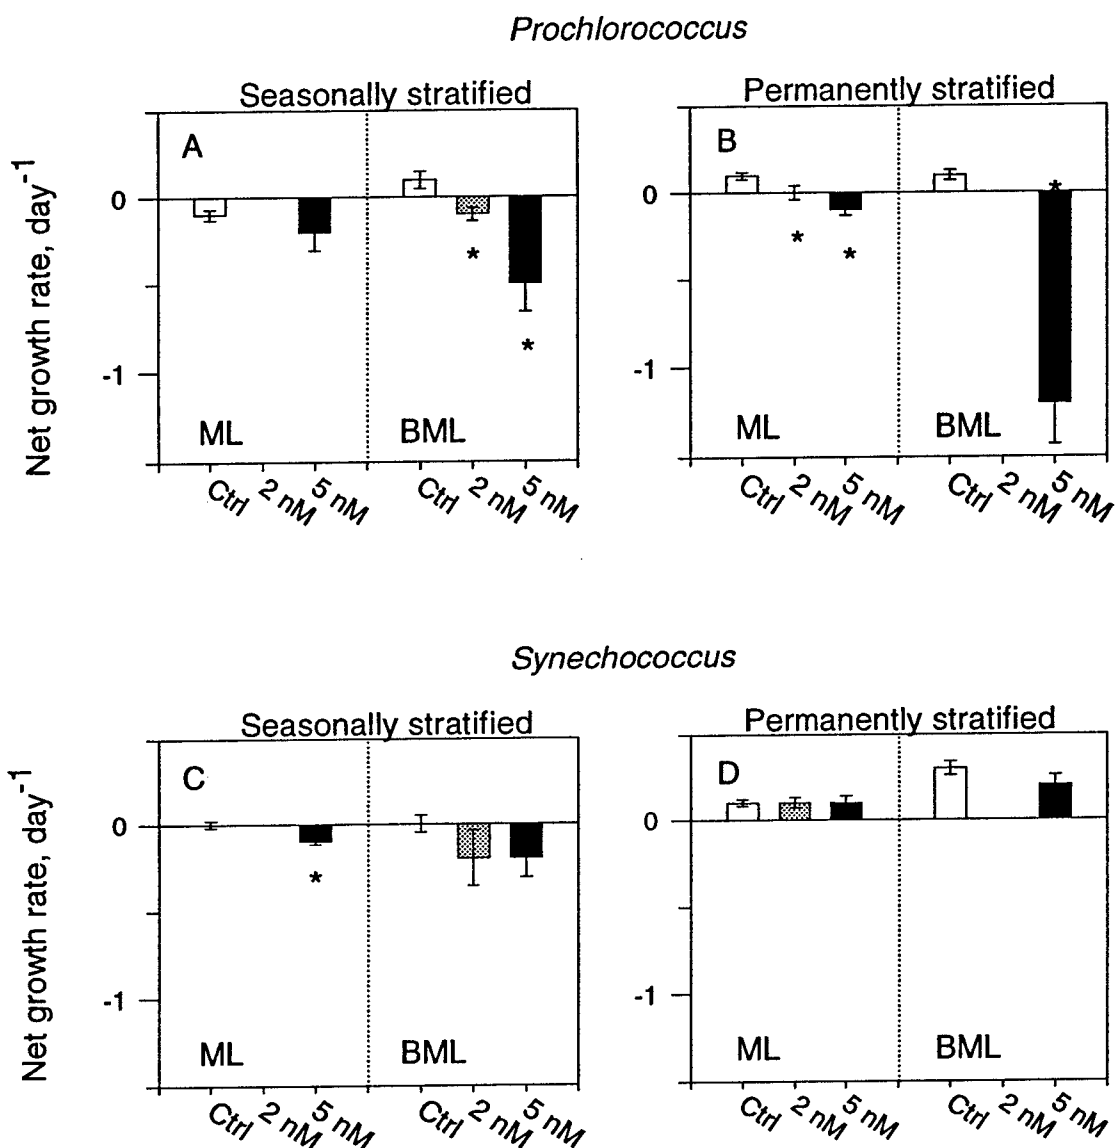 Prochlorococcus
Seasonally stratified
Permanently stratified
Net growth rate, day-1
A
B
0
-1
0
-1
* * * * *
ML
BML
ML
BML
Ctrl 2 nM 5 nM Ctrl 2 nM 5 nM
Ctrl 2 nM 5 nM Ctrl 2 nM 5 nM
Synechococcus
Seasonally stratified
Permanently stratified
Net growth rate, day-1
C
D
0
-1
0
-1
*
ML
BML
ML
BML
Ctrl 2 nM 5 nM Ctrl 2 nM 5 nM
Ctrl 2 nM 5 nM Ctrl 2 nM 5 nM